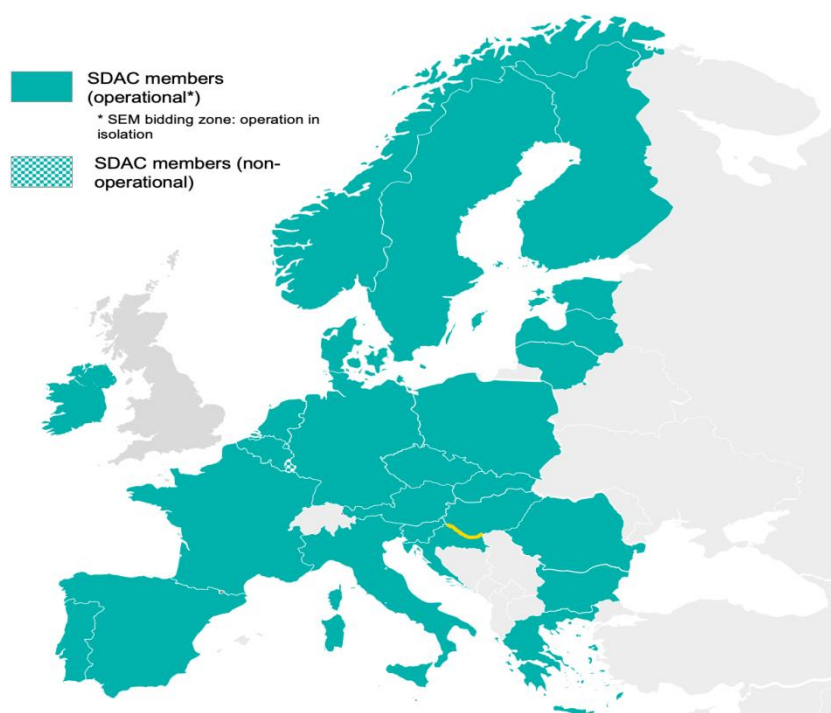 SDAC members
(operational*)
* SEM bidding zone: operation in
isolation
SDAC members (non-
operational)